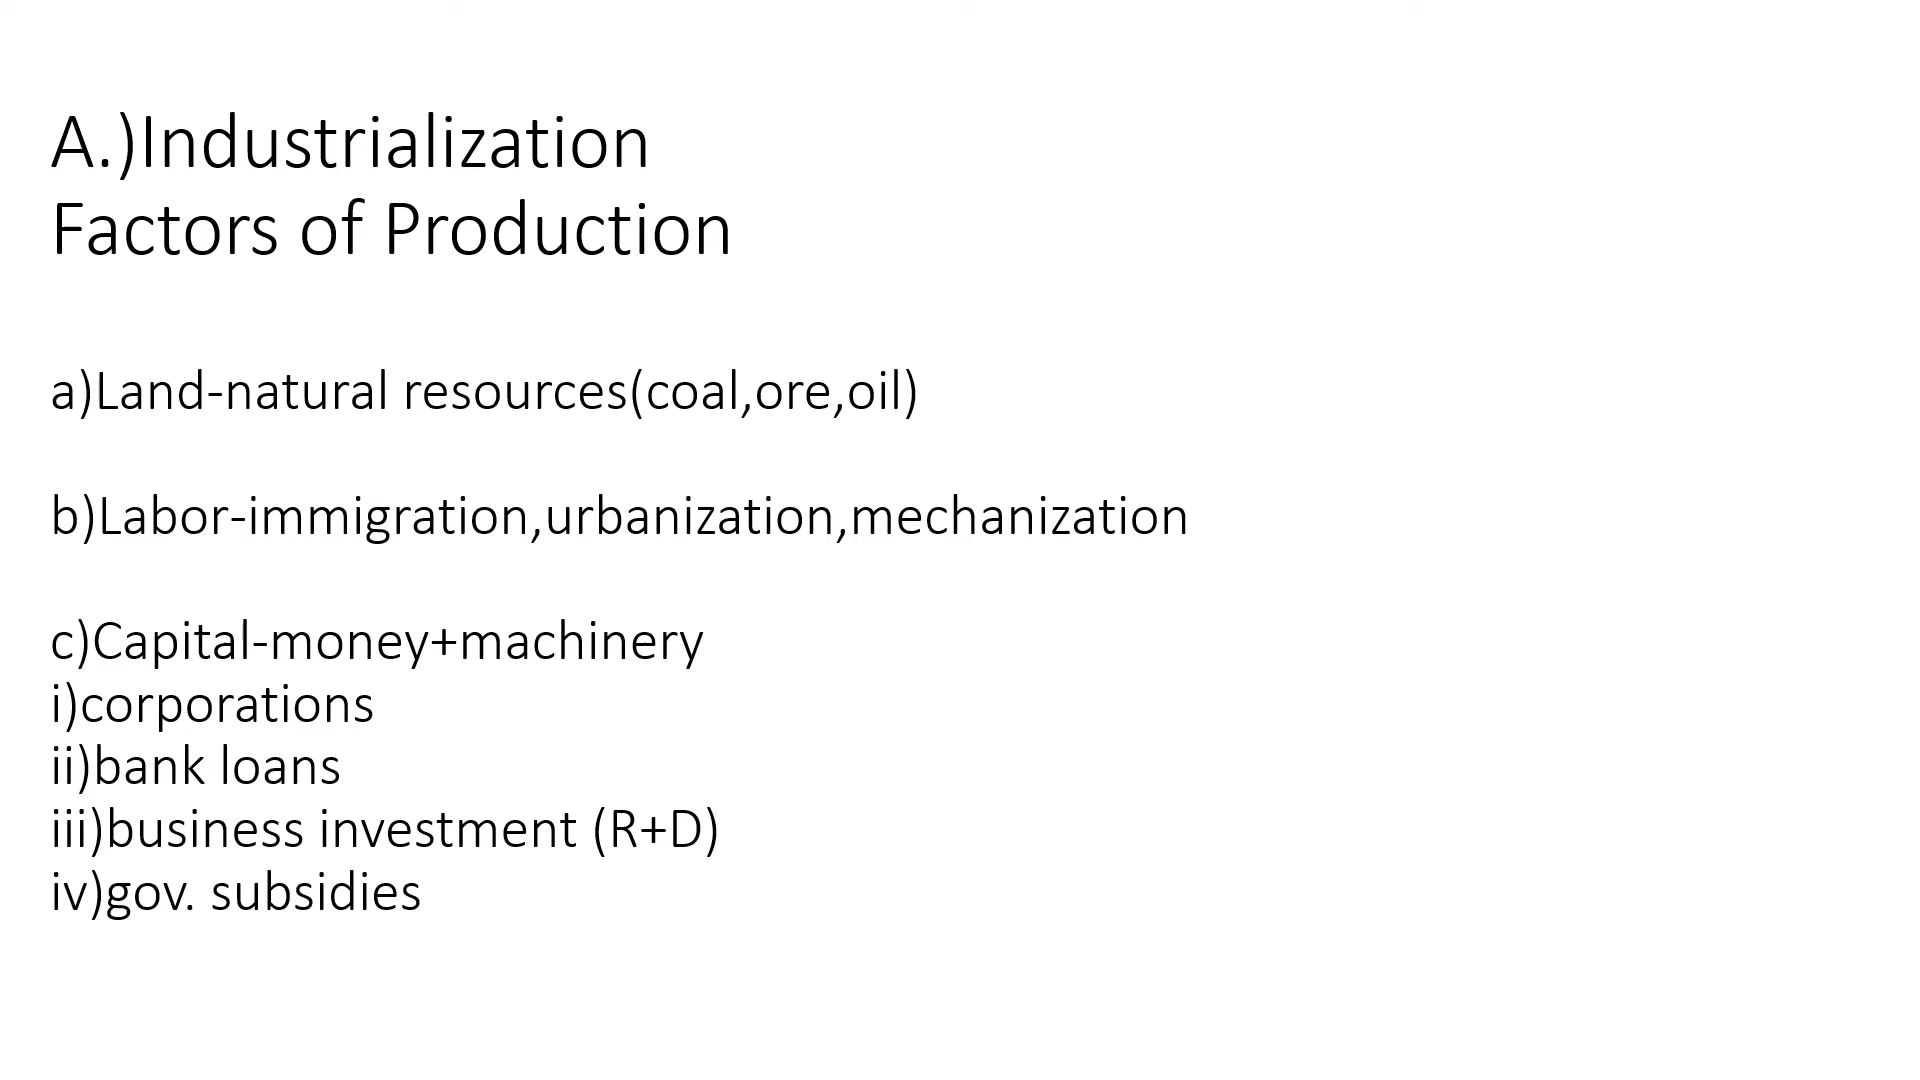 A.)Industrialization
Factors of Production
a)Land-natural resources(coal,ore,oil)
b)Labor-immigration,urbanization,mechanization
c)Capital-money+machinery
i)corporations
ii)bank loans
iii)business investment (R+D)
iv)gov. subsidies